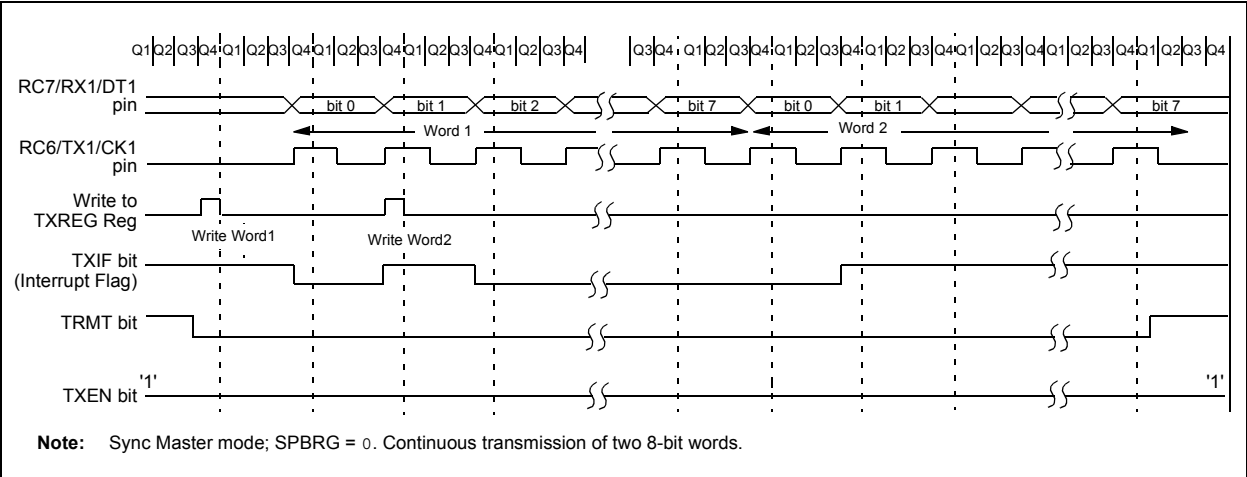 Q1 Q2 Q3 Q4 Q1 Q2 Q3 Q4 Q1 Q2 Q3 Q4 Q1 Q2 Q3 Q4 Q1 Q2 Q3 Q4 Q3 Q4 Q1 Q2 Q3 Q4 Q1 Q2 Q3 Q4 Q1 Q2 Q3 Q4 Q1 Q2 Q3 Q4 Q1 Q2 Q3 Q4 Q1 Q2 Q3 Q4
RC7/RX1/DT1
pin
bit 0 bit 1 bit 2 bit 7 bit 0 bit 1 bit 7
Word 1 Word 2
RC6/TX1/CK1
pin
Write to
TXREG Reg
Write Word1 Write Word2
TXIF bit
(Interrupt Flag)
TRMT bit
'1' '1'
TXEN bit
Note: Sync Master mode; SPBRG = 0. Continuous transmission of two 8-bit words.